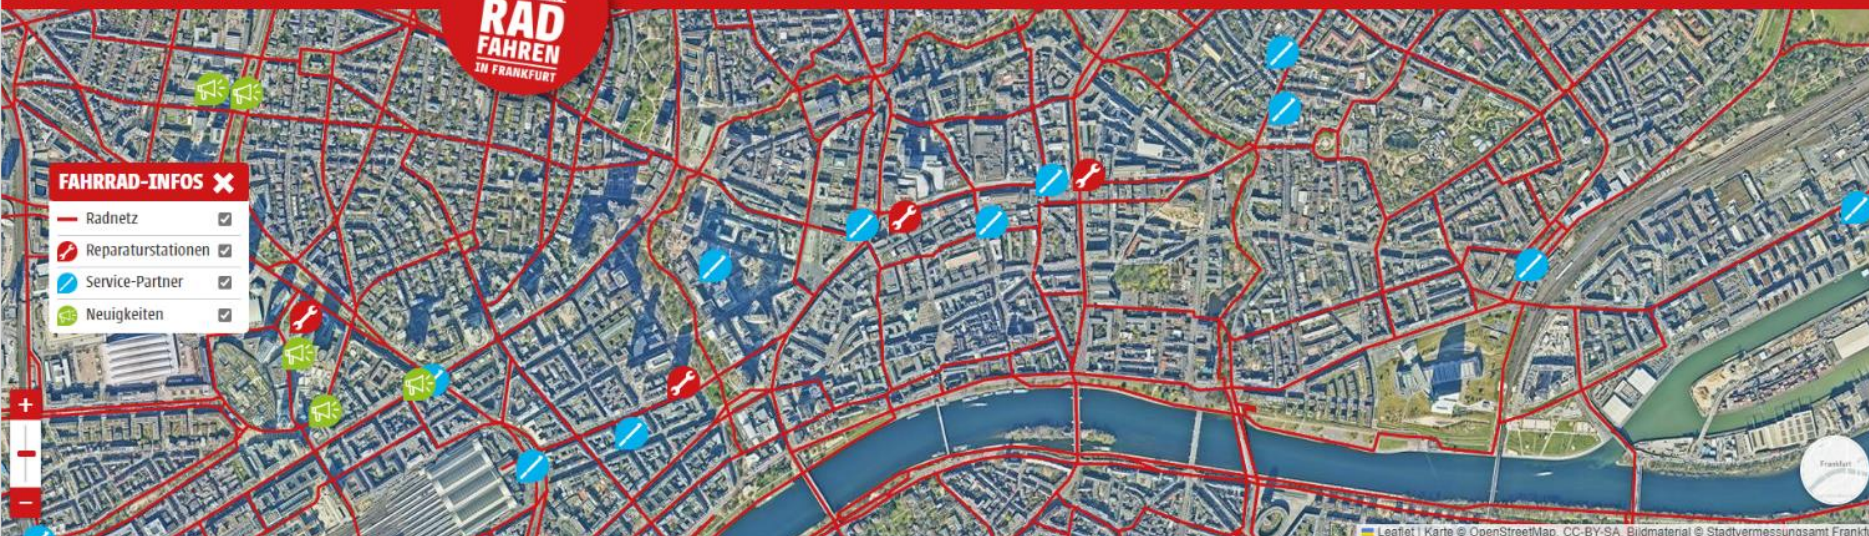 RAD
FAHREN
IN FRANKFURT
FAHRRAD-INFOS
Radnetz
Reparaturstationen
Service-Partner
Neuigkeiten
+
−
Frankfurt
Leaflet | Karte © OpenStreetMap, CC-BY-SA, Bildmaterial © Stadtvermessungsamt Frankf